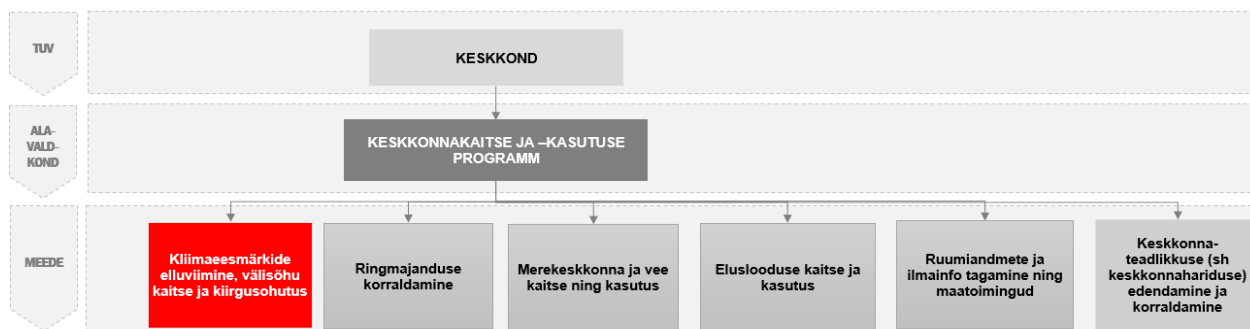 TUV
KESKKOND
ALA-
VALD-
KOND
KESKKONNAKAITSE JA –KASUTUSE
PROGRAMM
MEEDE
Kliimaeesmärkide
elluviimine, välisõhu
kaitse ja kiirgusohutus
Ringmajanduse
korraldamine
Merekeskkonna ja vee
kaitse ning kasutus
Eluslooduse kaitse ja
kasutus
Ruumiandmete ja
ilmainfo tagamine ning
maatoimingud
Keskkonna-
teadlikkuse (sh
keskkonnahariduse)
edendamine ja
korraldamine